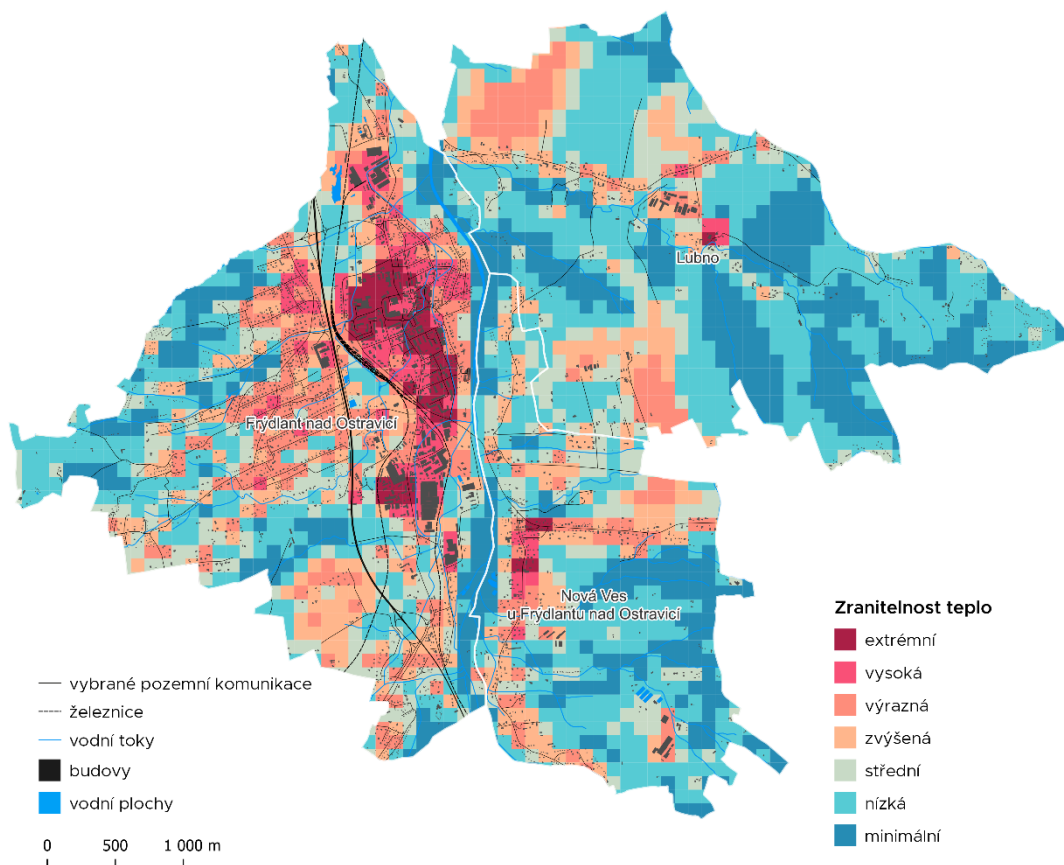 Lubno
Frýdlant nad Ostravicí
Nová Ves
u Frýdlantu nad Ostravicí
vybrané pozemní komunikace
železnice
vodní toky
budovy
vodní plochy
0 500 1 000 m
Zranitelnost teplo
extrémní
vysoká
výrazná
zvýšená
střední
nízká
minimální